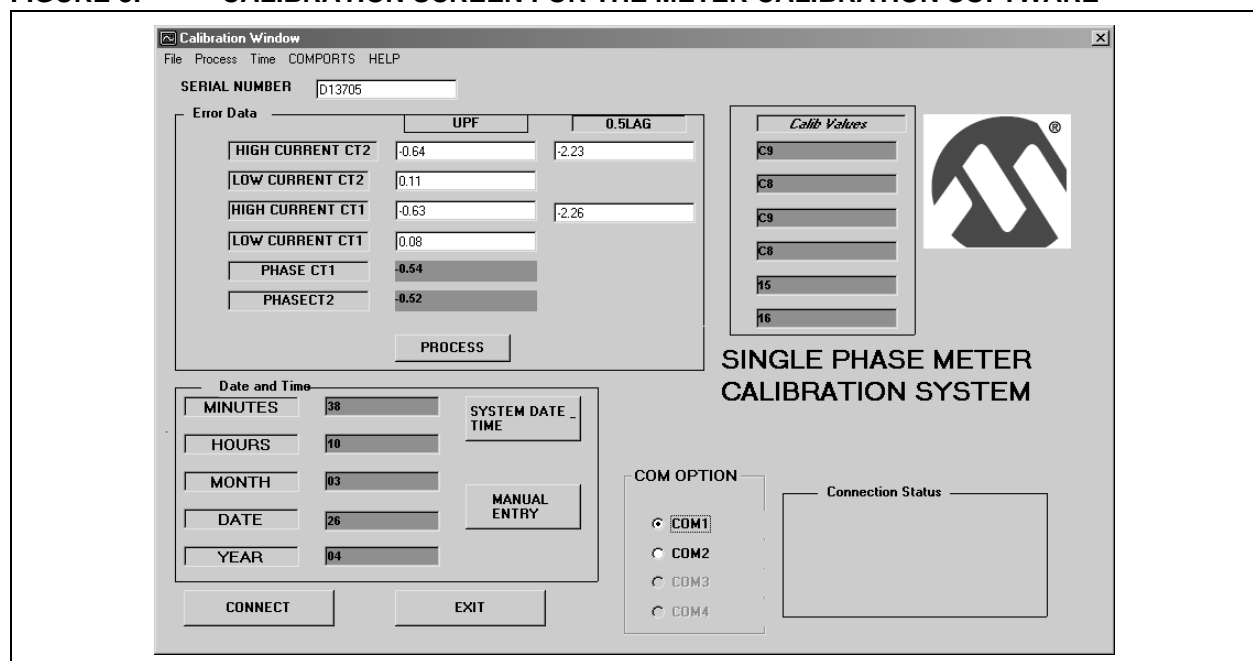 CALIBRATION SCREEN FOR THE METER CALIBRATION SOFTWARE
Calibration Window
File Process Time COMPORTS HELP
SERIAL NUMBER D13705
Error Data
UPF 0.5LAG
HIGH CURRENT CT2 -0.64 -2.23
LOW CURRENT CT2 0.11
HIGH CURRENT CT1 -0.63 -2.26
LOW CURRENT CT1 0.08
PHASE CT1 -0.54
PHASECT2 -0.52
PROCESS
Calib Values
C9
C8
C9
C8
15
16
®
SINGLE PHASE METER
CALIBRATION SYSTEM
Date and Time
MINUTES 38
HOURS 10
MONTH 03
DATE 26
YEAR 04
SYSTEM DATE _
TIME
MANUAL
ENTRY
COM OPTION
COM1
COM2
COM3
COM4
Connection Status
CONNECT EXIT